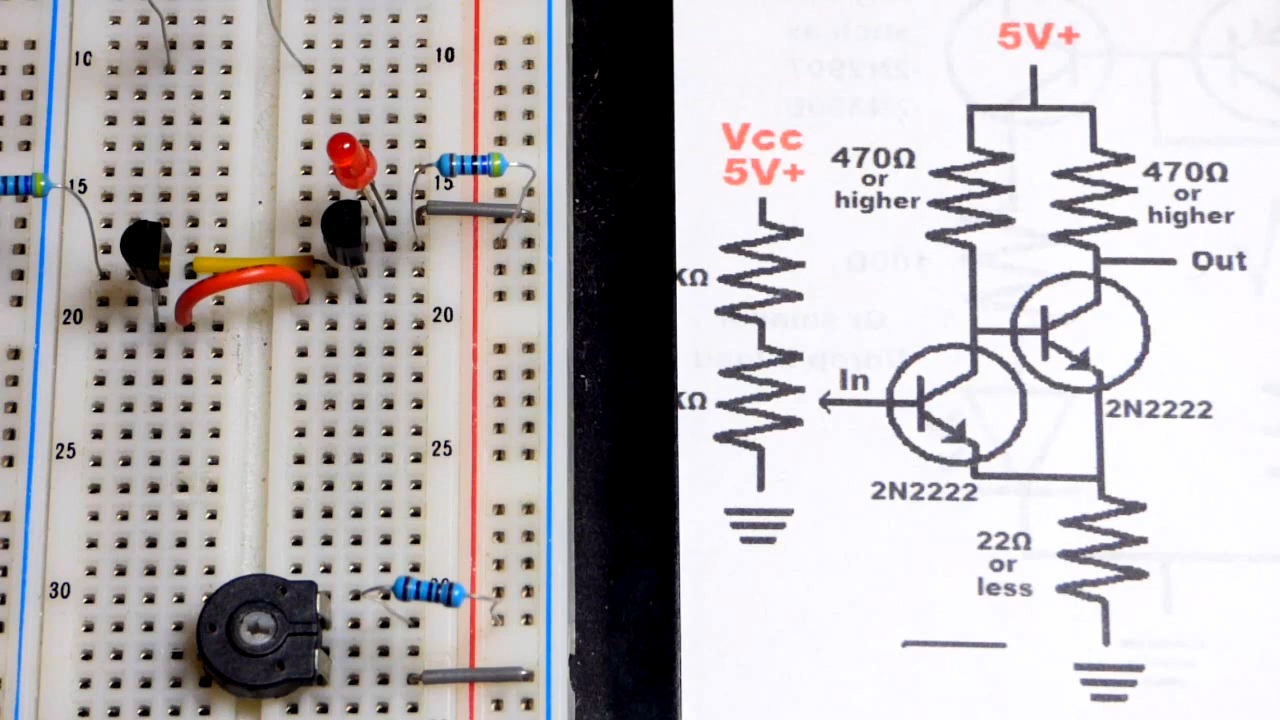 10
15
20
25
30
10
15
20
25
5V+
Vcc
5V+
470Ω
or
higher
470Ω
or
higher
KΩ
KΩ
Out
In
2N2222
2N2222
22Ω
or
less